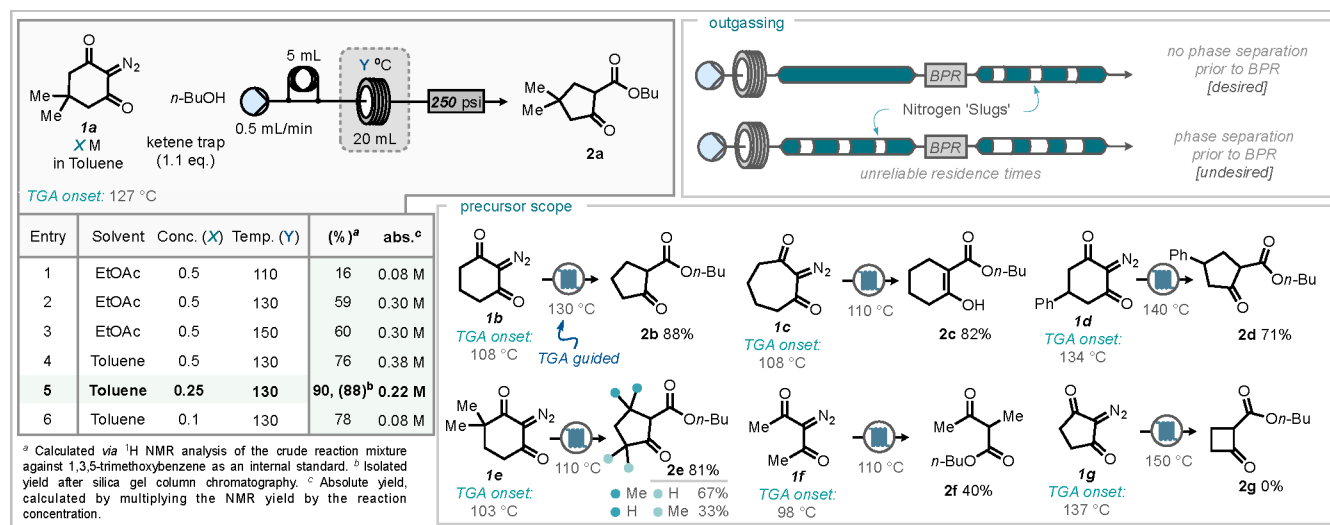 O
N₂
Me
Me
O
1a
X M
in Toluene
n-BuOH
ketene trap
(1.1 eq.)
5 mL
0.5 mL/min
Y ºC
20 mL
250 psi
Me
Me
O
OBu
O
2a
TGA onset: 127 °C
Entry Solvent Conc. (X) Temp. (Y) (%)ᵃ abs.ᶜ
1 EtOAc 0.5 110 16 0.08 M
2 EtOAc 0.5 130 59 0.30 M
3 EtOAc 0.5 150 60 0.30 M
4 Toluene 0.5 130 76 0.38 M
5 Toluene 0.25 130 90, (88)ᵇ 0.22 M
6 Toluene 0.1 130 78 0.08 M
ᵃ Calculated via ¹H NMR analysis of the crude reaction mixture
against 1,3,5-trimethoxybenzene as an internal standard. ᵇ Isolated
yield after silica gel column chromatography. ᶜ Absolute yield,
calculated by multiplying the NMR yield by the reaction
concentration.
outgassing
BPR
no phase separation
prior to BPR
[desired]
Nitrogen 'Slugs'
BPR
phase separation
prior to BPR
[undesired]
unreliable residence times
precursor scope
O
N₂
O
1b
TGA onset:
108 °C
130 °C
TGA guided
O
On-Bu
O
2b 88%
O
N₂
O
1c
TGA onset:
108 °C
110 °C
O
On-Bu
OH
2c 82%
O
N₂
Ph
O
1d
TGA onset:
134 °C
140 °C
Ph
O
On-Bu
O
2d 71%
Me
Me
O
N₂
O
1e
TGA onset:
103 °C
110 °C
O
On-Bu
O
2e 81%
Me H 67%
H Me 33%
O
Me
N₂
Me
O
1f
TGA onset:
98 °C
110 °C
O
Me
Me
n-BuO
O
2f 40%
O
N₂
O
1g
TGA onset:
137 °C
150 °C
O
On-Bu
O
2g 0%